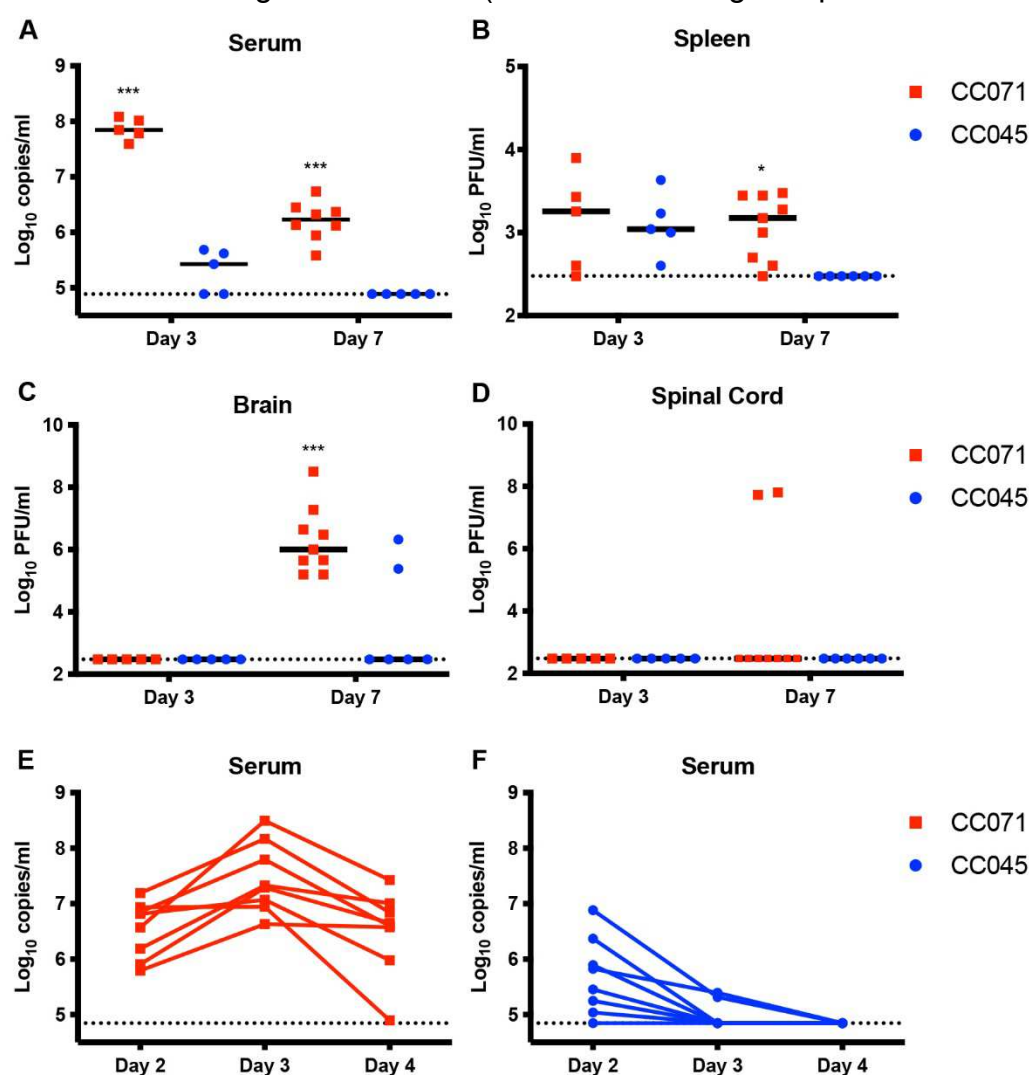 A
Serum
Log10 copies/ml
9
8
7
6
5
***
***
Day 3
Day 7
B
Spleen
Log10 PFU/ml
5
4
3
2
*
Day 3
Day 7
CC071
CC045
C
Brain
Log10 PFU/ml
10
8
6
4
2
***
Day 3
Day 7
D
Spinal Cord
Log10 PFU/ml
10
8
6
4
2
Day 3
Day 7
CC071
CC045
E
Serum
Log10 copies/ml
9
8
7
6
5
Day 2
Day 3
Day 4
F
Serum
Log10 copies/ml
9
8
7
6
5
Day 2
Day 3
Day 4
CC071
CC045